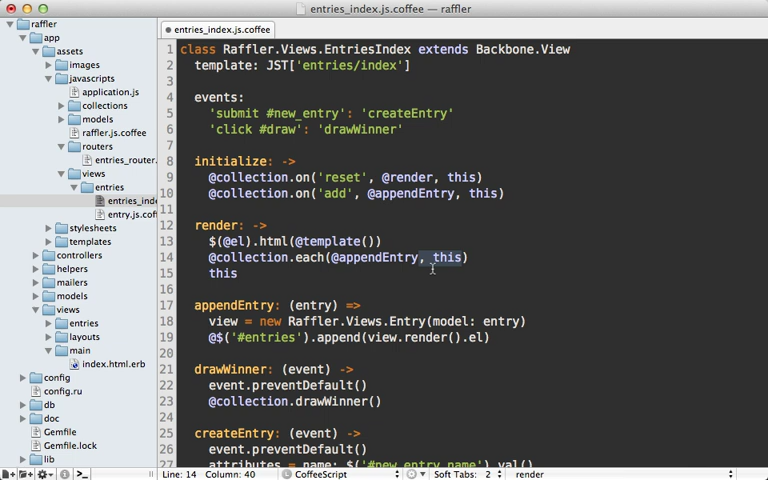 entries_index.js.coffee — raffler
raffler
app
assets
images
javascripts
application.js
collections
models
raffler.js.coffee
routers
entries_router.
views
entries
entries_inde
entry.js.coff
stylesheets
templates
controllers
helpers
mailers
models
views
entries
layouts
main
index.html.erb
config
config.ru
db
doc
Gemfile
Gemfile.lock
lib
entries_index.js.coffee
1 class Raffler.Views.EntriesIndex extends Backbone.View
2 template: JST['entries/index']
3
4 events:
5 'submit #new_entry': 'createEntry'
6 'click #draw': 'drawWinner'
7
8 initialize: ->
9 @collection.on('reset', @render, this)
10 @collection.on('add', @appendEntry, this)
11
12 render: ->
13 $(@el).html(@template())
14 @collection.each(@appendEntry, this)
15 this
16
17 appendEntry: (entry) =>
18 view = new Raffler.Views.Entry(model: entry)
19 @$('#entries').append(view.render().el)
20
21 drawWinner: (event) ->
22 event.preventDefault()
23 @collection.drawWinner()
24
25 createEntry: (event) ->
26 event.preventDefault()
27 attributes = name: $('#new_entry_name').val()
Line: 14 Column: 40 CoffeeScript Soft Tabs: 2 render